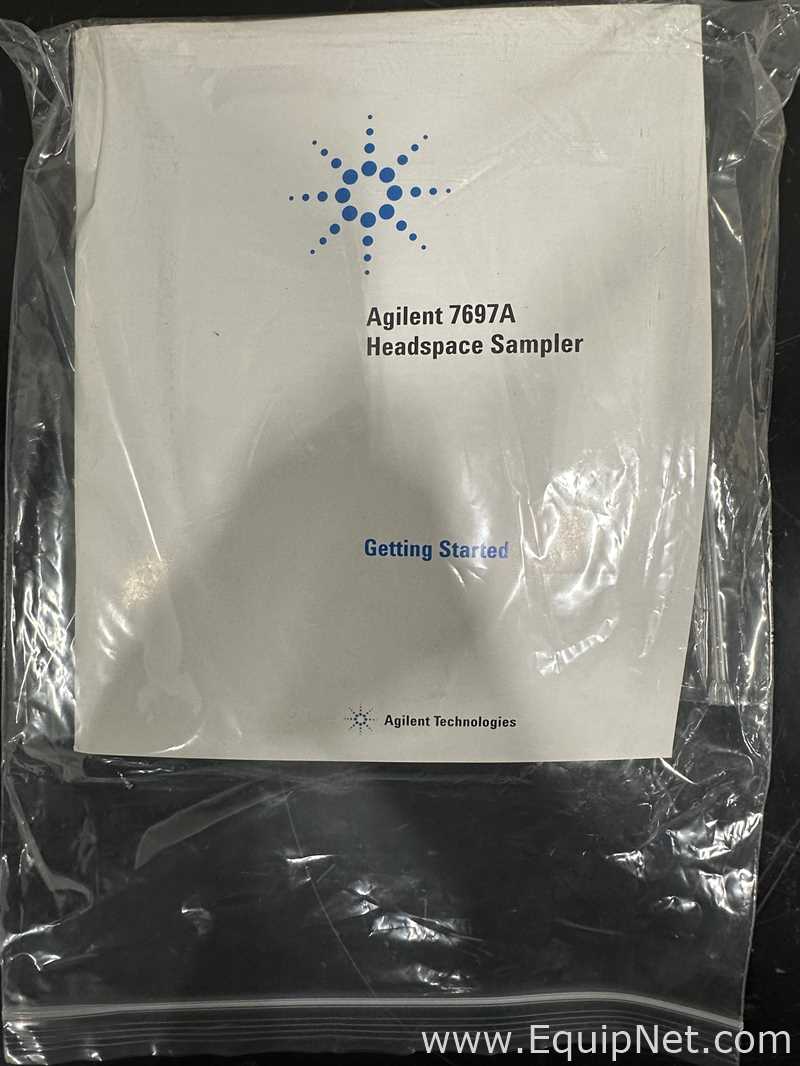 Agilent 7697A
Headspace Sampler
Getting Started
Agilent Technologies
www.EquipNet.com